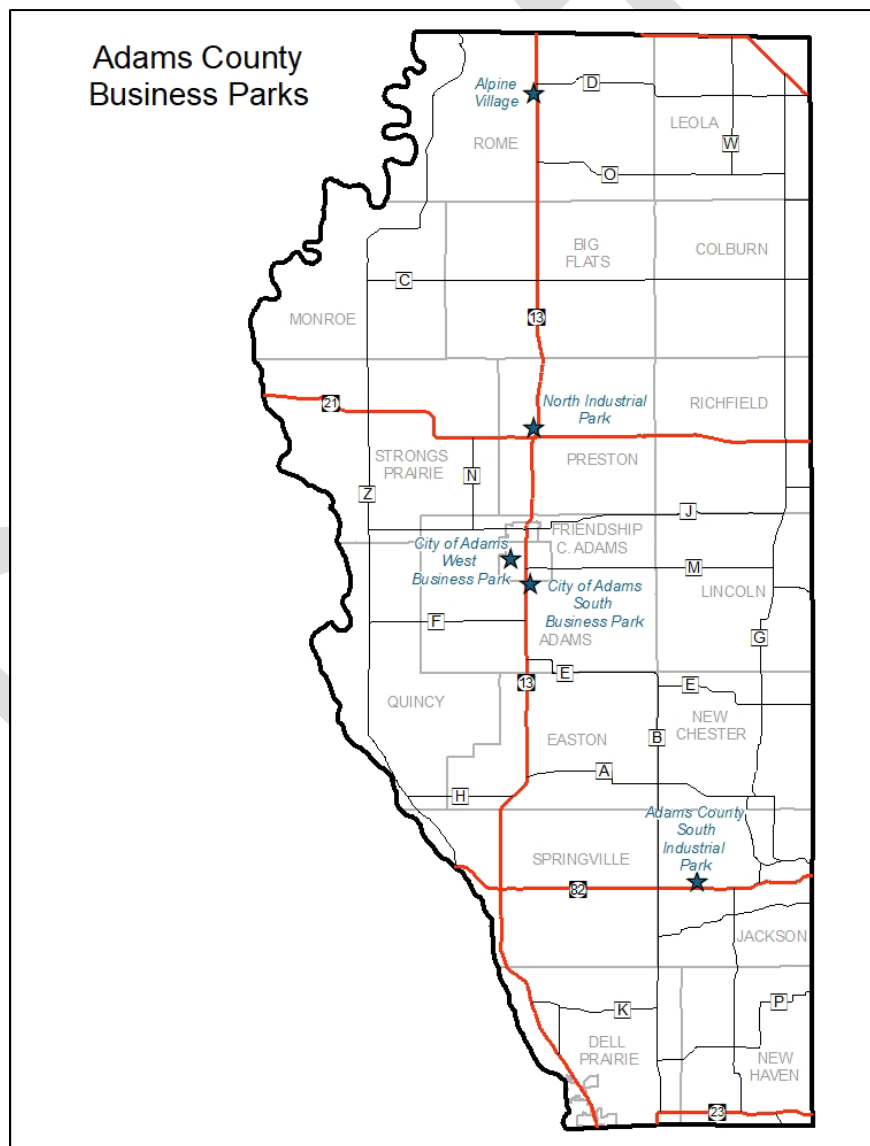 Adams County
Business Parks
Alpine
Village
D
LEOLA
ROME
W
O
BIG
FLATS
COLBURN
C
MONROE
13
North Industrial
Park
RICHFIELD
21
STRONGS
PRAIRIE
PRESTON
N
Z
J
FRIENDSHIP
C. ADAMS
City of Adams
West
Business Park
M
City of Adams
South
Business Park
LINCOLN
F
G
ADAMS
E
E
13
QUINCY
NEW
CHESTER
EASTON
B
A
H
Adams County
South
Industrial
Park
SPRINGVILLE
82
JACKSON
P
K
DELL
PRAIRIE
NEW
HAVEN
23